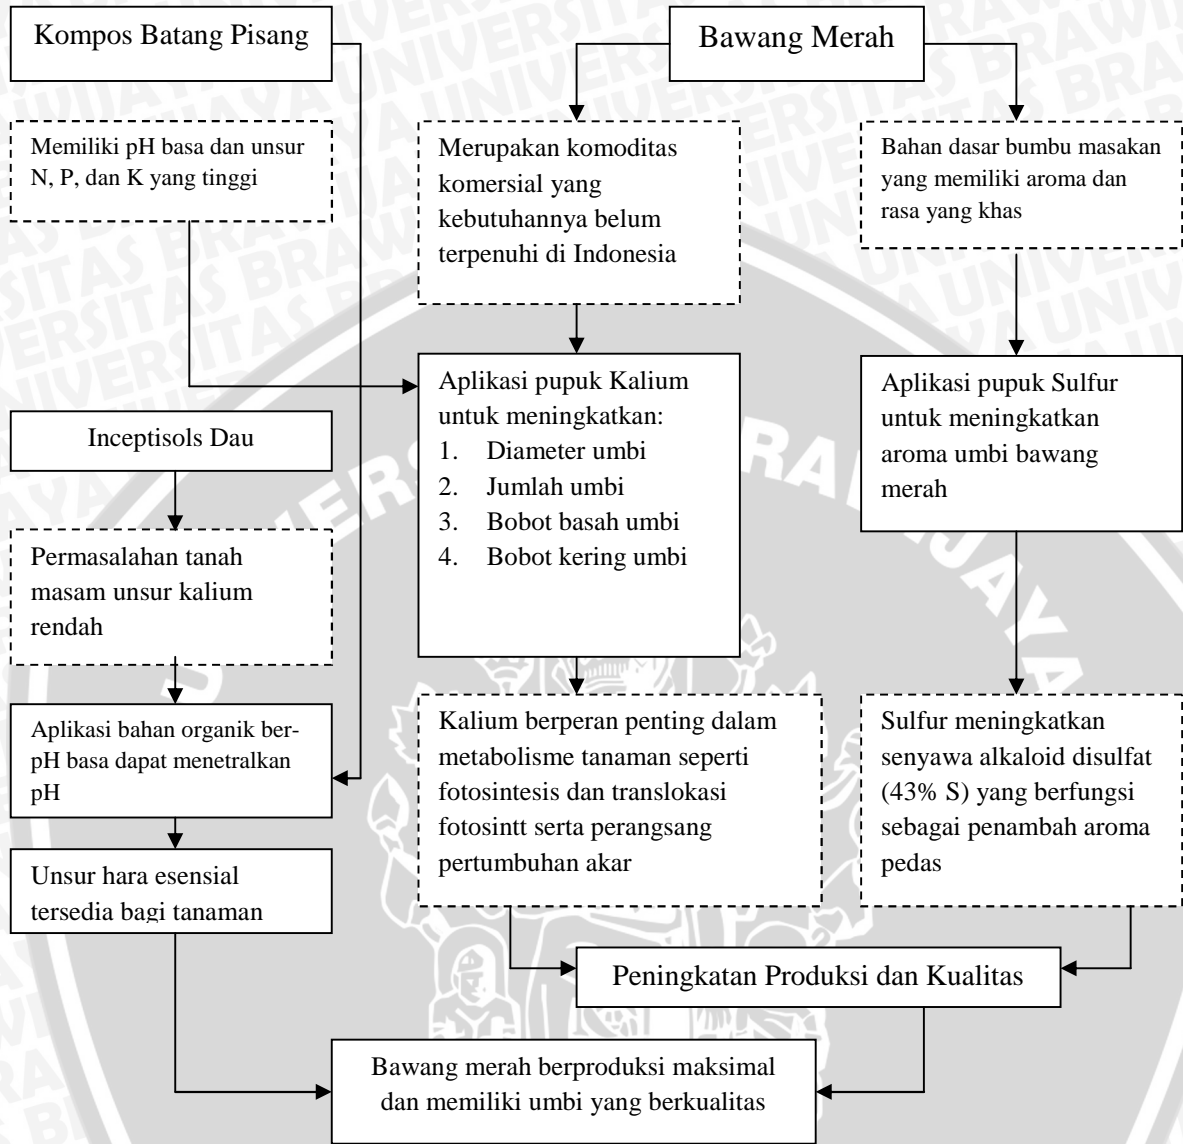 Kompos Batang Pisang
Bawang Merah
Memiliki pH basa dan unsur
N, P, dan K yang tinggi
Merupakan komoditas
komersial yang
kebutuhannya belum
terpenuhi di Indonesia
Bahan dasar bumbu masakan
yang memiliki aroma dan
rasa yang khas
Inceptisols Dau
Aplikasi pupuk Kalium
untuk meningkatkan:
1. Diameter umbi
2. Jumlah umbi
3. Bobot basah umbi
4. Bobot kering umbi
Aplikasi pupuk Sulfur
untuk meningkatkan
aroma umbi bawang
merah
Permasalahan tanah
masam unsur kalium
rendah
Aplikasi bahan organik ber-
pH basa dapat menetralkan
pH
Kalium berperan penting dalam
metabolisme tanaman seperti
fotosintesis dan translokasi
fotosintt serta perangsang
pertumbuhan akar
Sulfur meningkatkan
senyawa alkaloid disulfat
(43% S) yang berfungsi
sebagai penambah aroma
pedas
Unsur hara esensial
tersedia bagi tanaman
Peningkatan Produksi dan Kualitas
Bawang merah berproduksi maksimal
dan memiliki umbi yang berkualitas